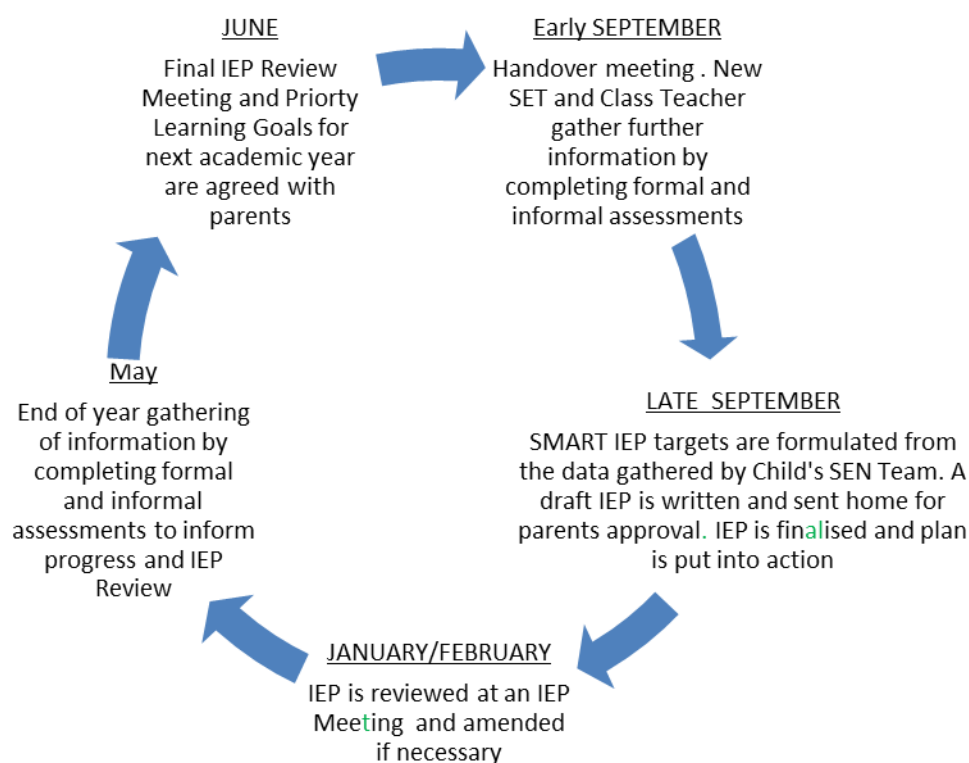 JUNE
Final IEP Review
Meeting and Priorty
Learning Goals for
next academic year
are agreed with
parents
Early SEPTEMBER
Handover meeting . New
SET and Class Teacher
gather further
information by
completing formal and
informal assessments
LATE  SEPTEMBER
SMART IEP targets are formulated from
the data gathered by Child's SEN Team. A
draft IEP is written and sent home for
parents approval. IEP is finalised and plan
is put into action
JANUARY/FEBRUARY
IEP is reviewed at an IEP
Meeting  and amended
if necessary
May
End of year gathering
of information by
completing formal
and informal
assessments to inform
progress and IEP
Review